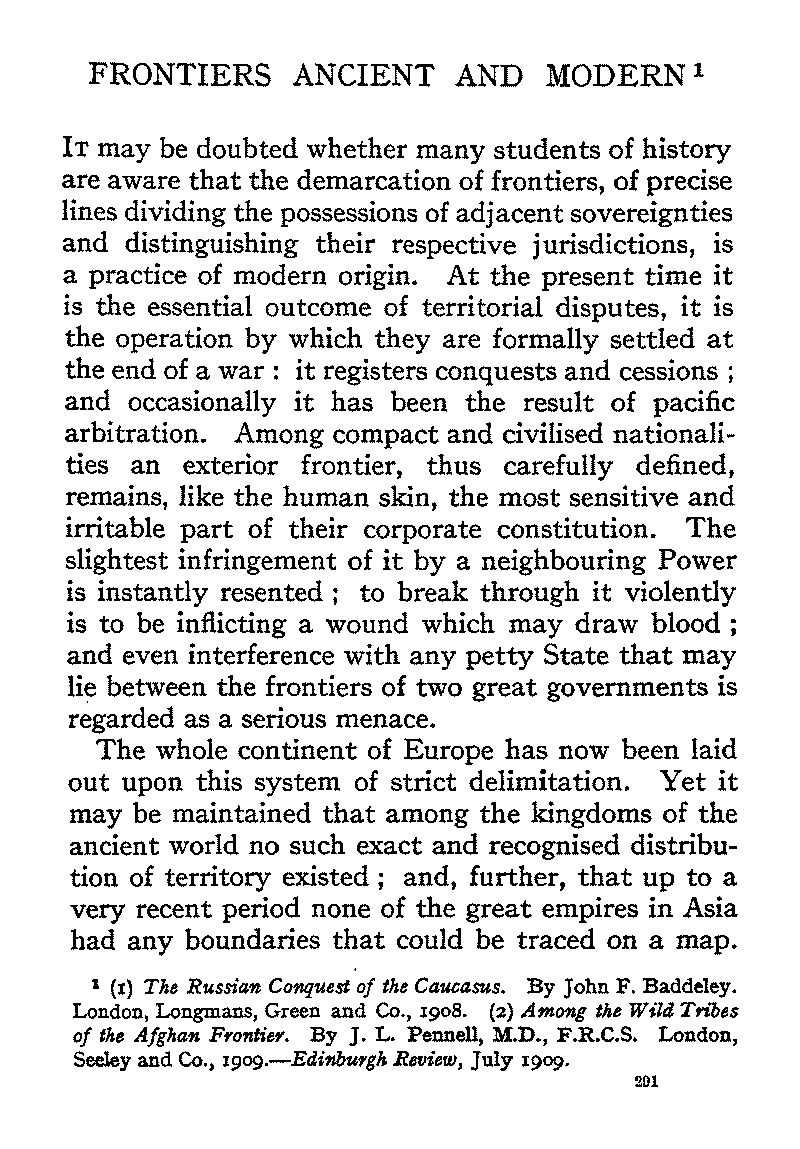 FRONTIERS ANCIENT AND MODERN ¹
IT may be doubted whether many students of history
are aware that the demarcation of frontiers, of precise
lines dividing the possessions of adjacent sovereignties
and distinguishing their respective jurisdictions, is
a practice of modern origin. At the present time it
is the essential outcome of territorial disputes, it is
the operation by which they are formally settled at
the end of a war : it registers conquests and cessions ;
and occasionally it has been the result of pacific
arbitration. Among compact and civilised nationali-
ties an exterior frontier, thus carefully defined,
remains, like the human skin, the most sensitive and
irritable part of their corporate constitution. The
slightest infringement of it by a neighbouring Power
is instantly resented ; to break through it violently
is to be inflicting a wound which may draw blood ;
and even interference with any petty State that may
lie between the frontiers of two great governments is
regarded as a serious menace.
The whole continent of Europe has now been laid
out upon this system of strict delimitation. Yet it
may be maintained that among the kingdoms of the
ancient world no such exact and recognised distribu-
tion of territory existed ; and, further, that up to a
very recent period none of the great empires in Asia
had any boundaries that could be traced on a map.
¹ (1) The Russian Conquest of the Caucasus. By John F. Baddeley.
London, Longmans, Green and Co., 1908. (2) Among the Wild Tribes
of the Afghan Frontier. By J. L. Pennell, M.D., F.R.C.S. London,
Seeley and Co., 1909.—Edinburgh Review, July 1909.
291